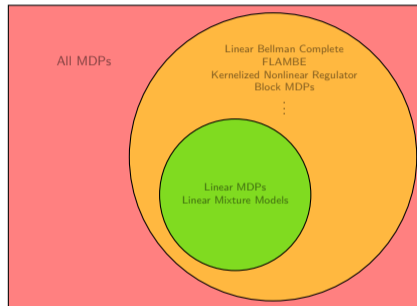 All MDPs
Linear Bellman Complete
FLAMBE
Kernelized Nonlinear Regulator
Block MDPs
⋮
Linear MDPs
Linear Mixture Models